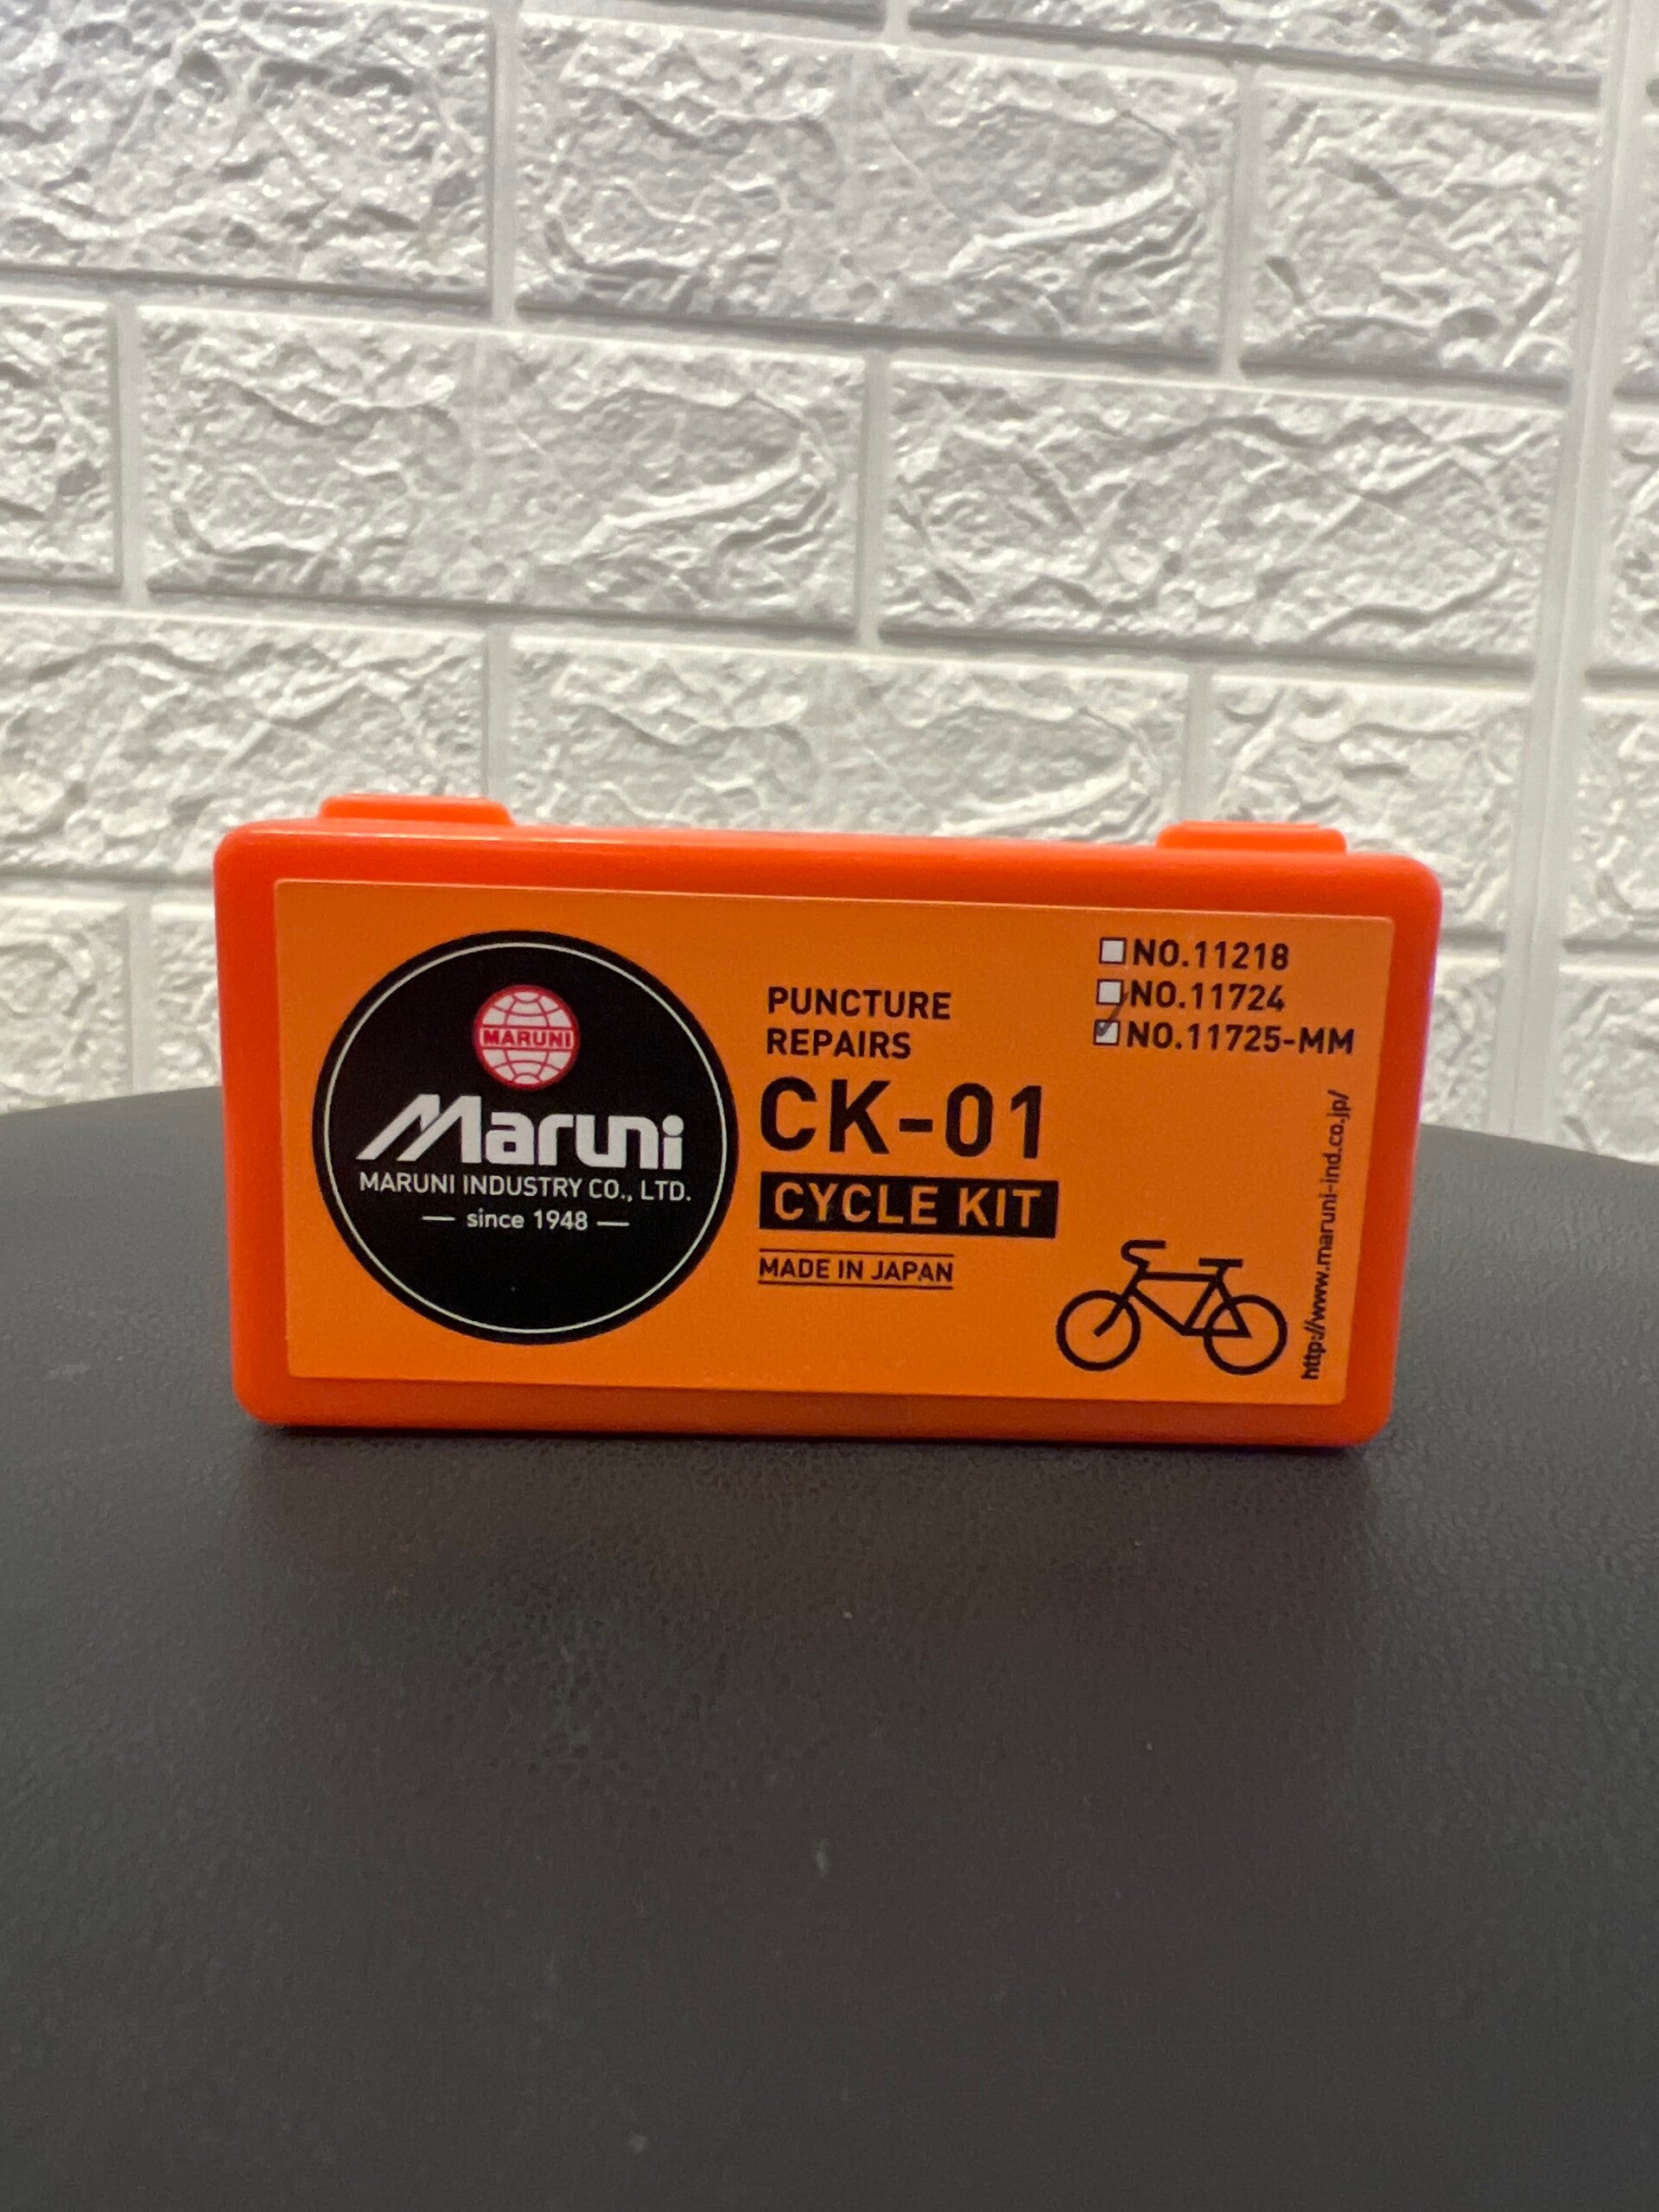 MARUNI
Maruni
MARUNI INDUSTRY CO., LTD.
since 1948
PUNCTURE
REPAIRS
CK-01
CYCLE KIT
MADE IN JAPAN
NO.11218
NO.11724
NO.11725-MM
http://www.maruni-ind.co.jp/